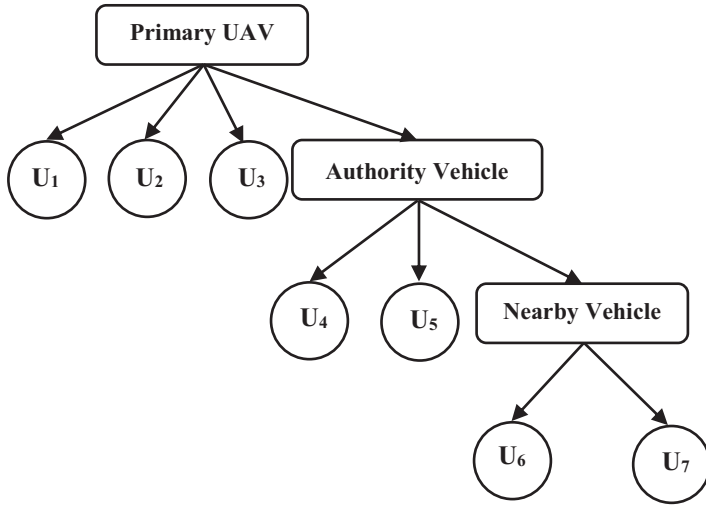 Primary UAV
U₁
U₂
U₃
Authority Vehicle
U₄
U₅
Nearby Vehicle
U₆
U₇